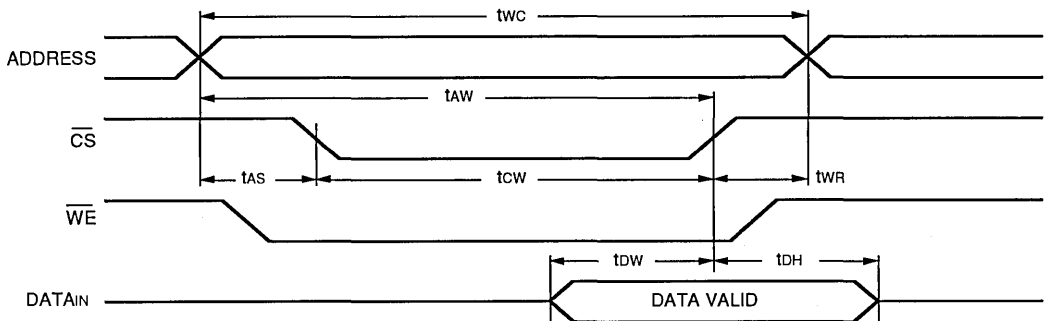 tWC
ADDRESS
tAW
CS
tAS tCW tWR
WE
tDW tDH
DATAIN DATA VALID